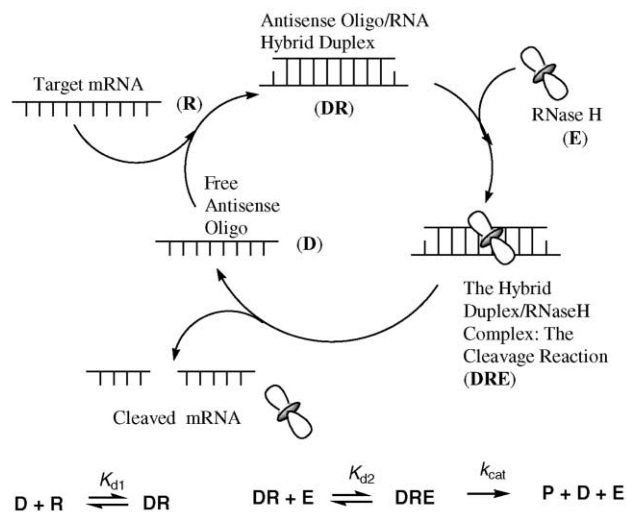 Antisense Oligo/RNA
Hybrid Duplex
Target mRNA
(R)
(DR)
RNase H
(E)
Free
Antisense
Oligo
(D)
The Hybrid
Duplex/RNaseH
Complex: The
Cleavage Reaction
(DRE)
Cleaved mRNA
D + R Kd1 DR DR + E Kd2 DRE kcat P + D + E